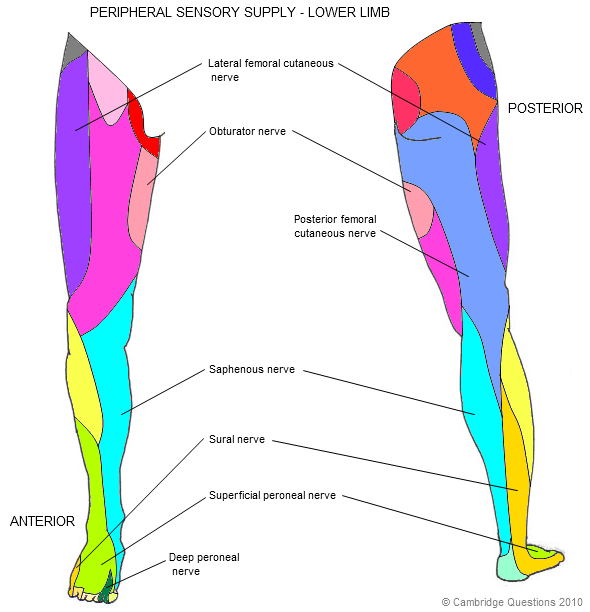 PERIPHERAL SENSORY SUPPLY - LOWER LIMB
Lateral femoral cutaneous
nerve
POSTERIOR
Obturator nerve
Posterior femoral
cutaneous nerve
Saphenous nerve
Sural nerve
Superficial peroneal nerve
ANTERIOR
Deep peroneal
nerve
© Cambridge Questions 2010